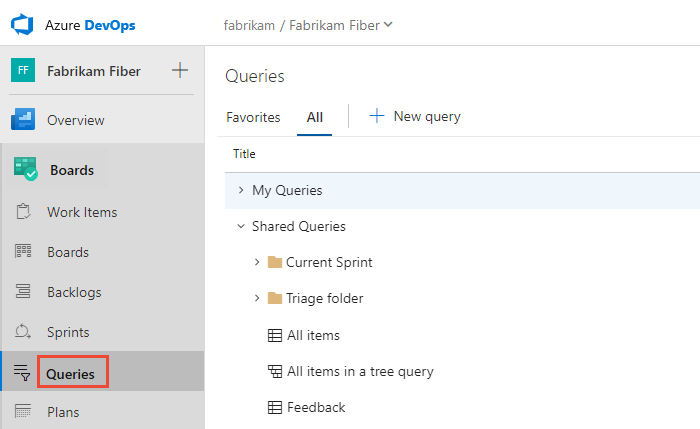 Azure DevOps
fabrikam / Fabrikam Fiber
FF Fabrikam Fiber
Overview
Boards
Work Items
Boards
Backlogs
Sprints
Queries
Plans
Queries
Favorites All New query
Title
My Queries
Shared Queries
Current Sprint
Triage folder
All items
All items in a tree query
Feedback